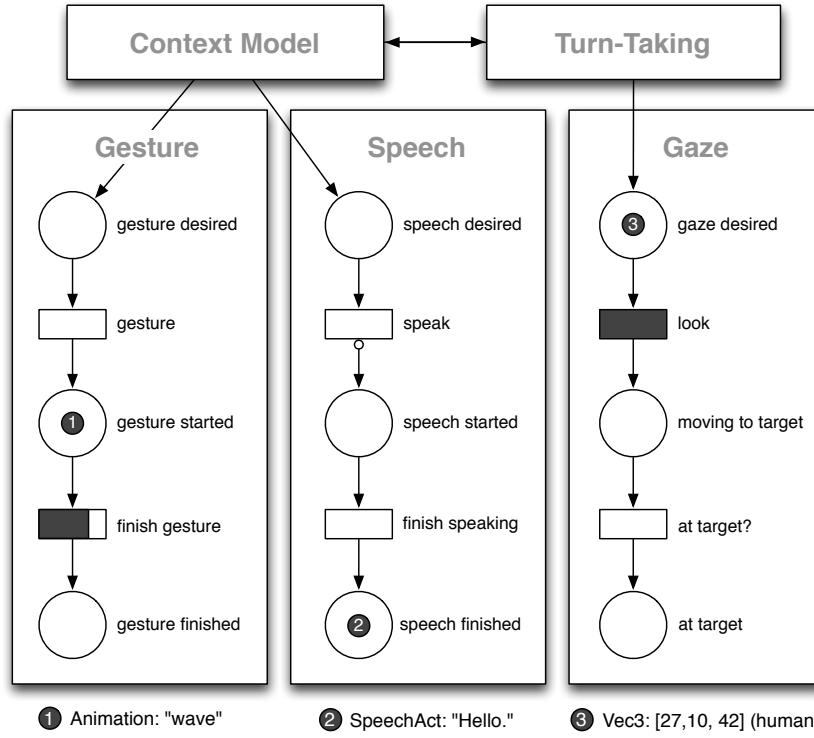 Context Model
Turn-Taking
Gesture
gesture desired
gesture
1
gesture started
finish gesture
gesture finished
Speech
speech desired
speak
speech started
finish speaking
2
speech finished
Gaze
3
gaze desired
look
moving to target
at target?
at target
1 Animation: "wave"
2 SpeechAct: "Hello."
3 Vec3: [27,10, 42] (human